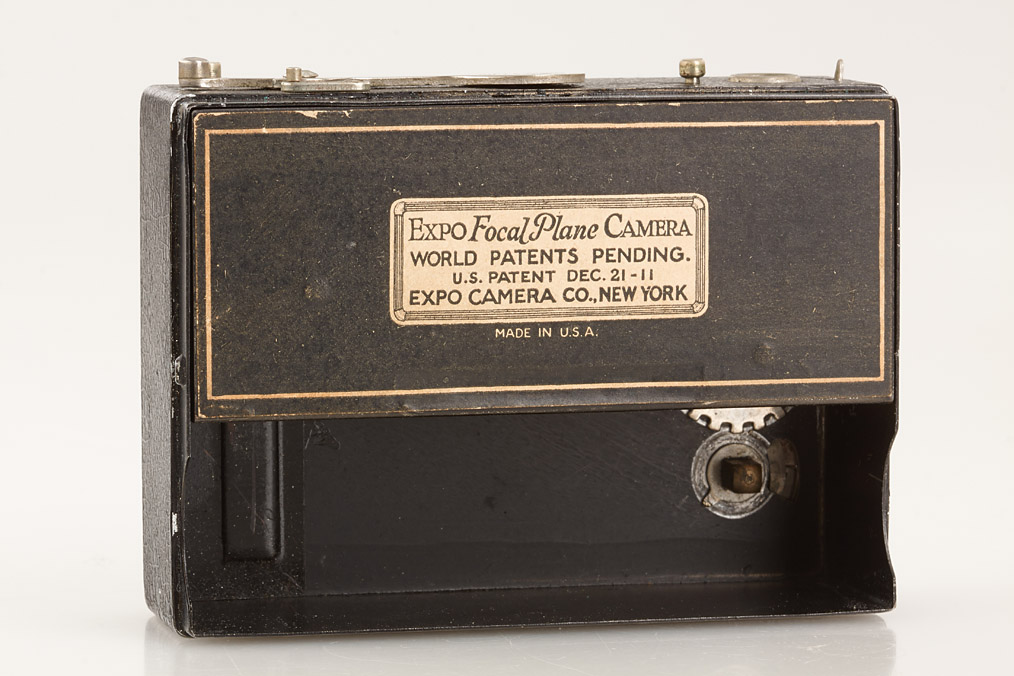 Expo Focal Plane Camera
WORLD PATENTS PENDING.
U.S. PATENT DEC. 21-11
EXPO CAMERA CO., NEW YORK
MADE IN U.S.A.